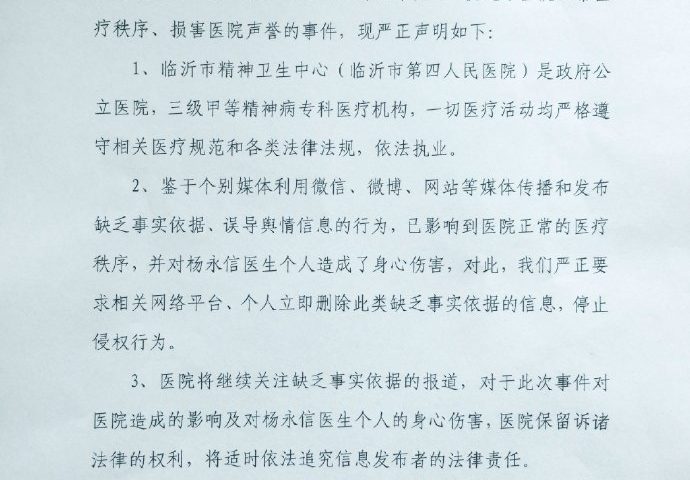 疗秩序、损害医院声誉的事件，现严正声明如下：
1、临沂市精神卫生中心（临沂市第四人民医院）是政府公
立医院，三级甲等精神病专科医疗机构，一切医疗活动均严格遵
守相关医疗规范和各类法律法规，依法执业。
2、鉴于个别媒体利用微信、微博、网站等媒体传播和发布
缺乏事实依据、误导舆情信息的行为，已影响到医院正常的医疗
秩序，并对杨永信医生个人造成了身心伤害，对此，我们严正要
求相关网络平台、个人立即删除此类缺乏事实依据的信息，停止
侵权行为。
3、医院将继续关注缺乏事实依据的报道，对于此次事件对
医院造成的影响及对杨永信医生个人的身心伤害，医院保留诉诸
法律的权利，将适时依法追究信息发布者的法律责任。